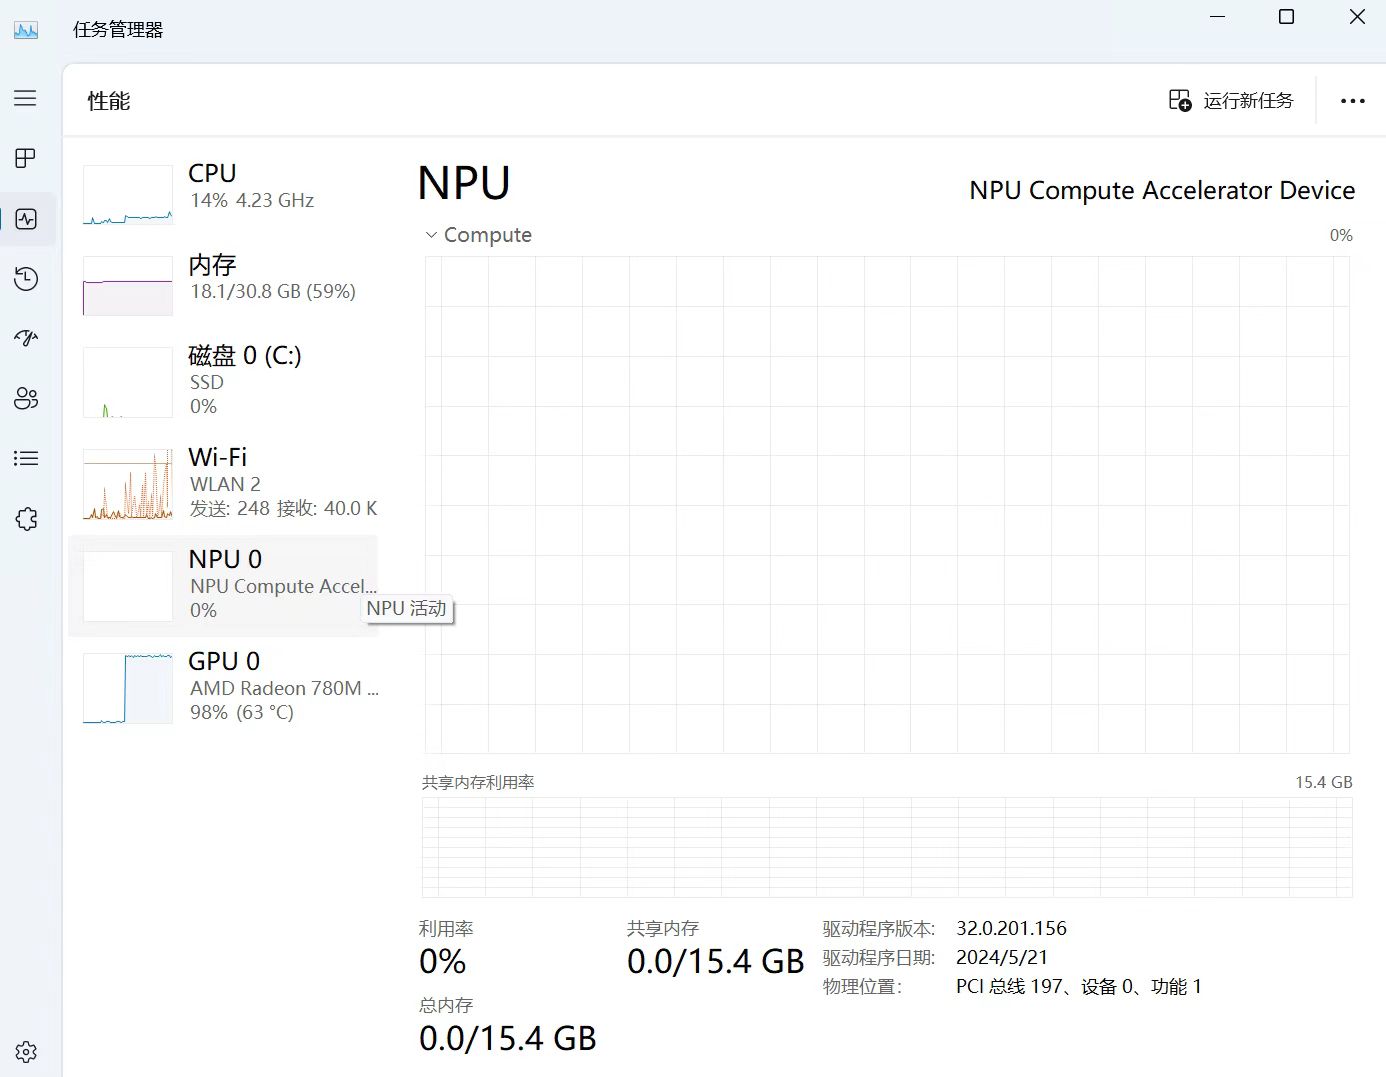 任务管理器
性能
运行新任务
CPU
14% 4.23 GHz
内存
18.1/30.8 GB (59%)
磁盘 0 (C:)
SSD
0%
Wi-Fi
WLAN 2
发送: 248 接收: 40.0 K
NPU 0
NPU Compute Accel...
0%
NPU 活动
GPU 0
AMD Radeon 780M ...
98% (63 °C)
NPU
NPU Compute Accelerator Device
Compute
0%
共享内存利用率
15.4 GB
利用率
0%
共享内存
0.0/15.4 GB
总内存
0.0/15.4 GB
驱动程序版本: 32.0.201.156
驱动程序日期: 2024/5/21
物理位置: PCI 总线 197、设备 0、功能 1